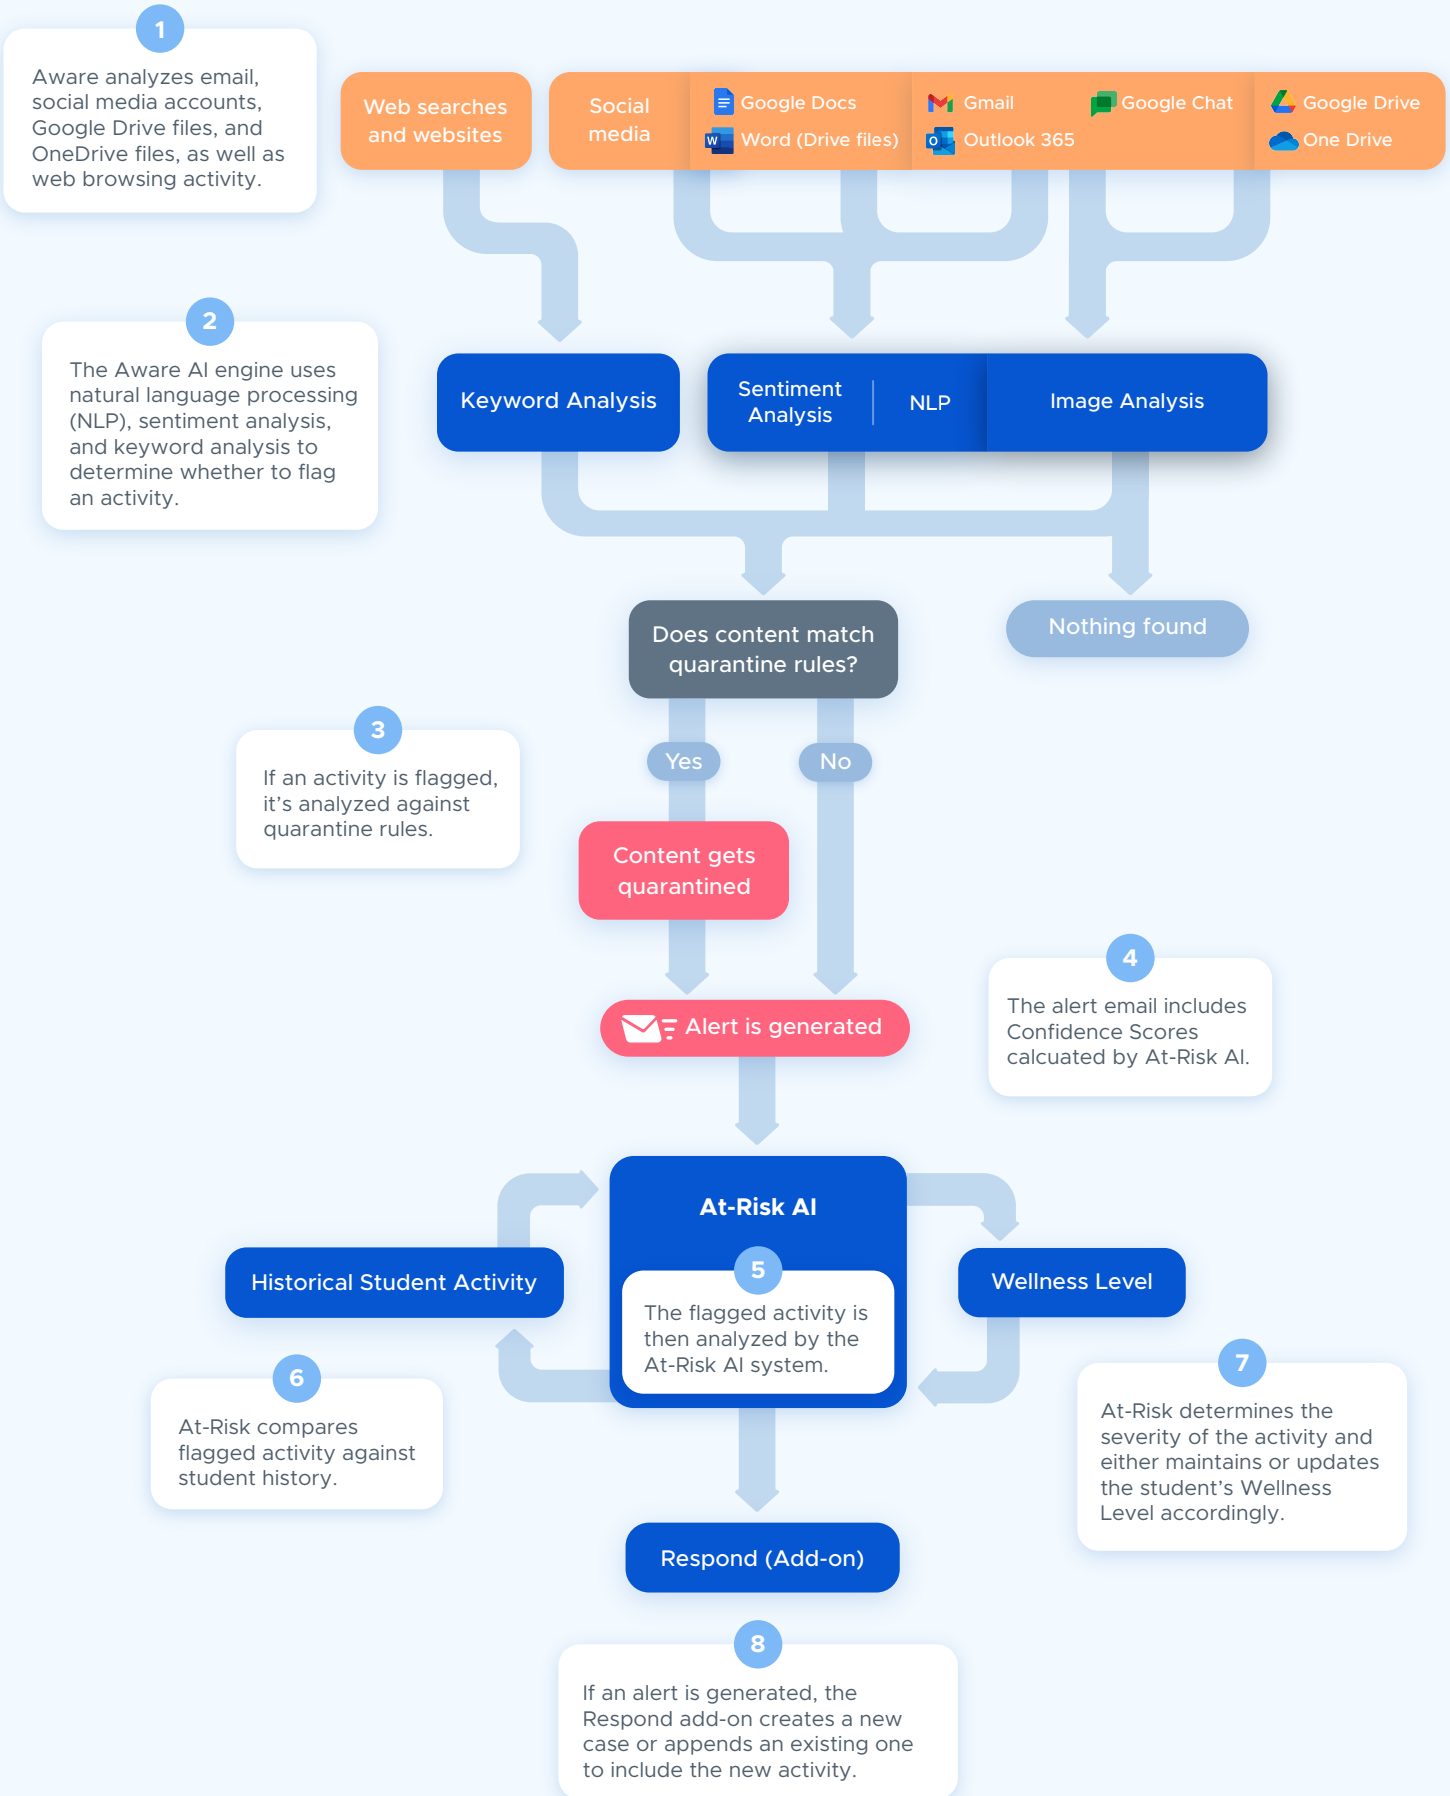 1
Aware analyzes email,
social media accounts,
Google Drive files, and
OneDrive files, as well as
web browsing activity.
Web searches
and websites
Social
media
Google Docs
Word (Drive files)
Gmail
Outlook 365
Google Chat
Google Drive
One Drive
2
The Aware AI engine uses
natural language processing
(NLP), sentiment analysis,
and keyword analysis to
determine whether to flag
an activity.
Keyword Analysis
Sentiment
Analysis
NLP
Image Analysis
Does content match
quarantine rules?
Nothing found
3
If an activity is flagged,
it's analyzed against
quarantine rules.
Yes
No
Content gets
quarantined
Alert is generated
4
The alert email includes
Confidence Scores
calcuated by At-Risk AI.
At-Risk AI
5
The flagged activity is
then analyzed by the
At-Risk AI system.
Historical Student Activity
Wellness Level
6
At-Risk compares
flagged activity against
student history.
7
At-Risk determines the
severity of the activity and
either maintains or updates
the student's Wellness
Level accordingly.
Respond (Add-on)
8
If an alert is generated, the
Respond add-on creates a new
case or appends an existing one
to include the new activity.